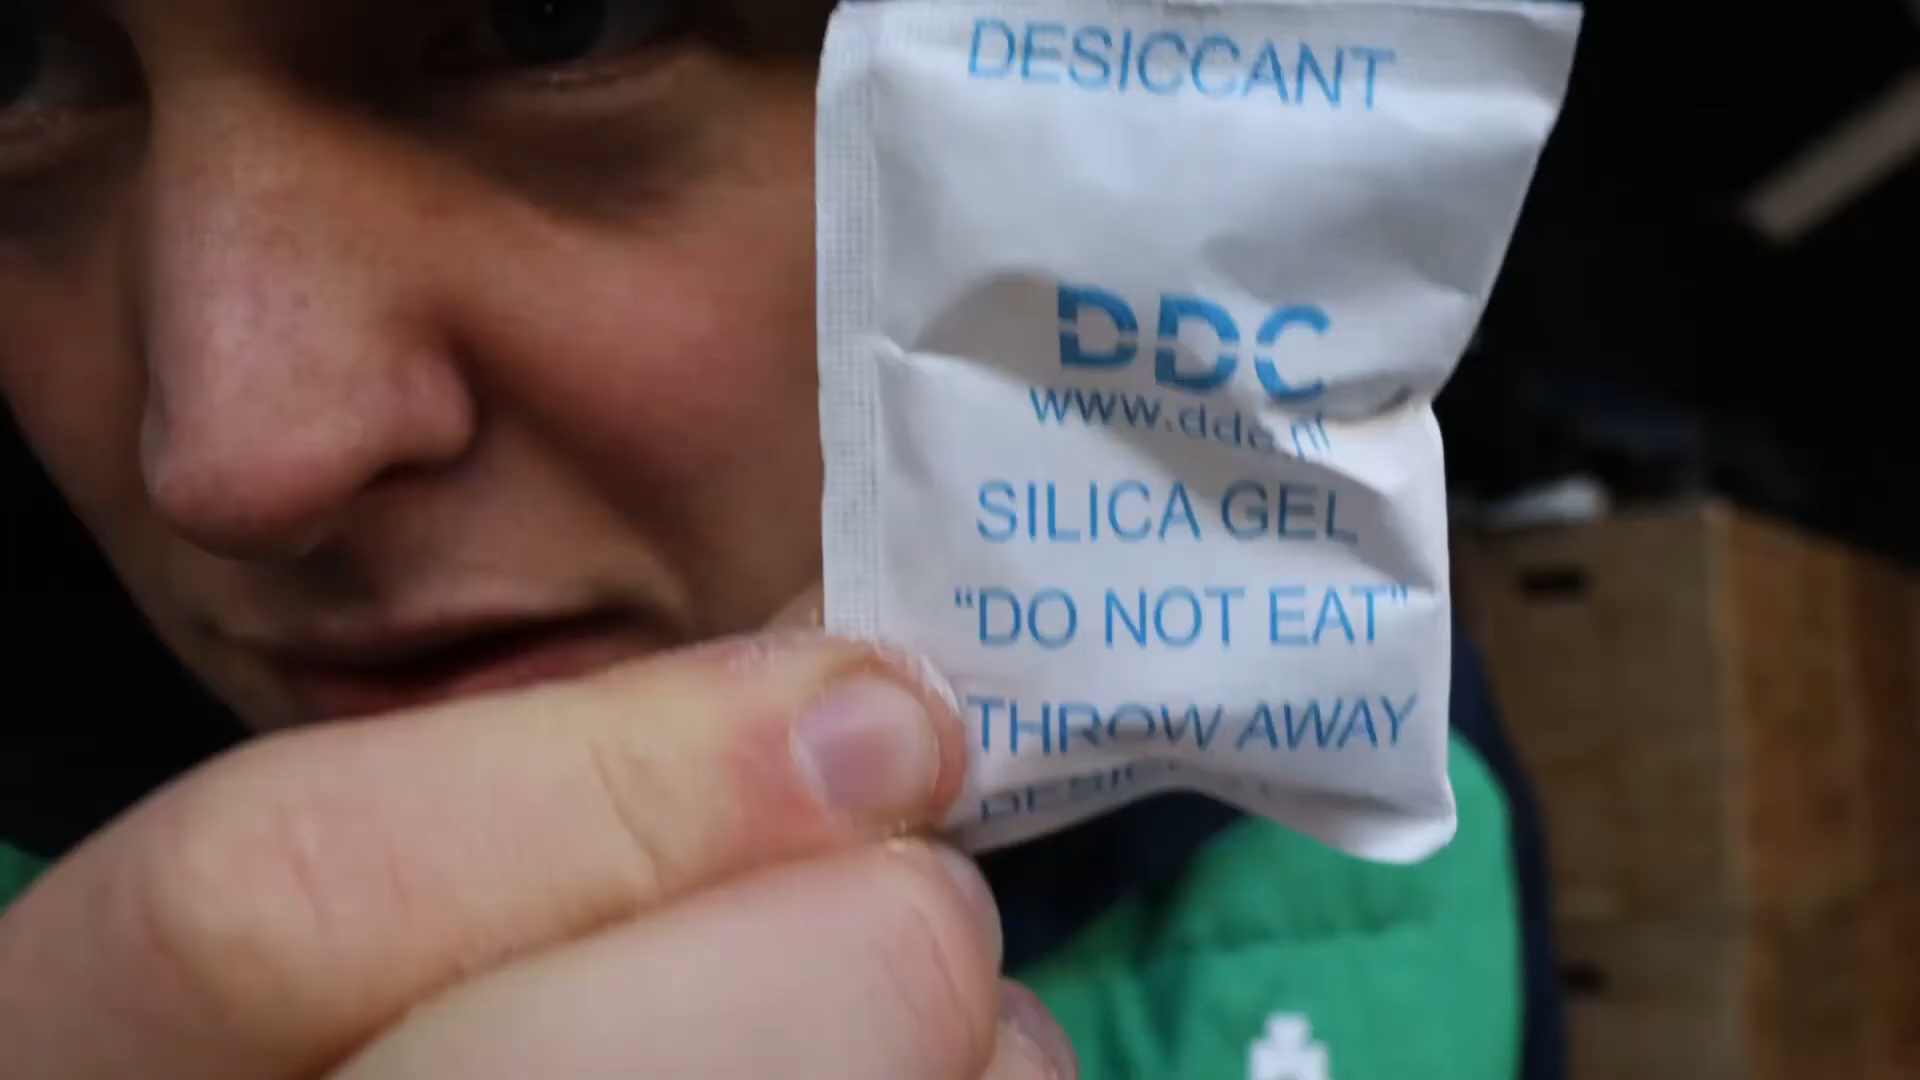 DESICCANT
DDC
www.ddc.nl
SILICA GEL
“DO NOT EAT”
THROW AWAY